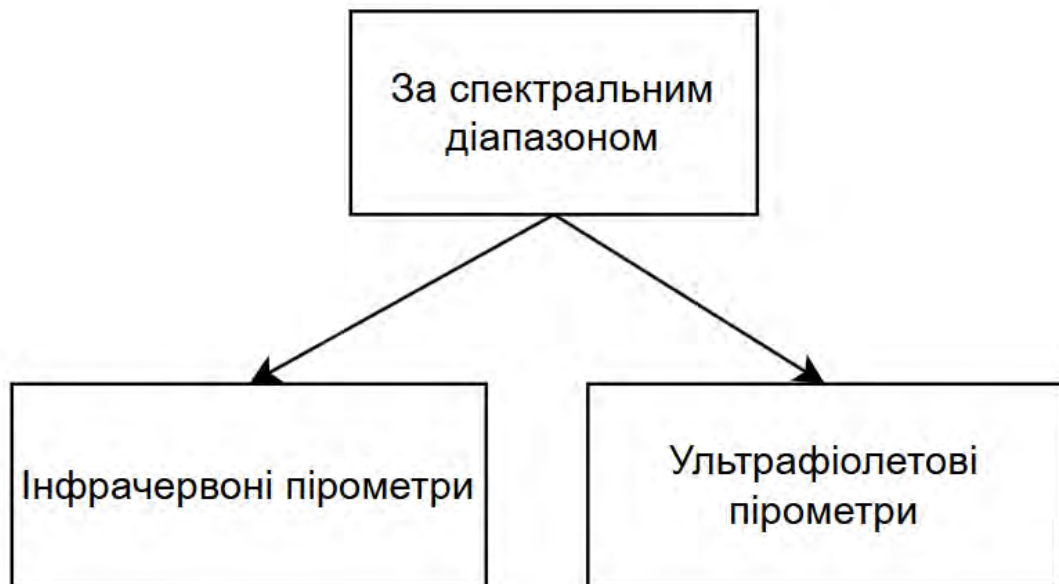 За спектральним
діапазоном
Інфрачервоні пірометри
Ультрафіолетові
пірометри